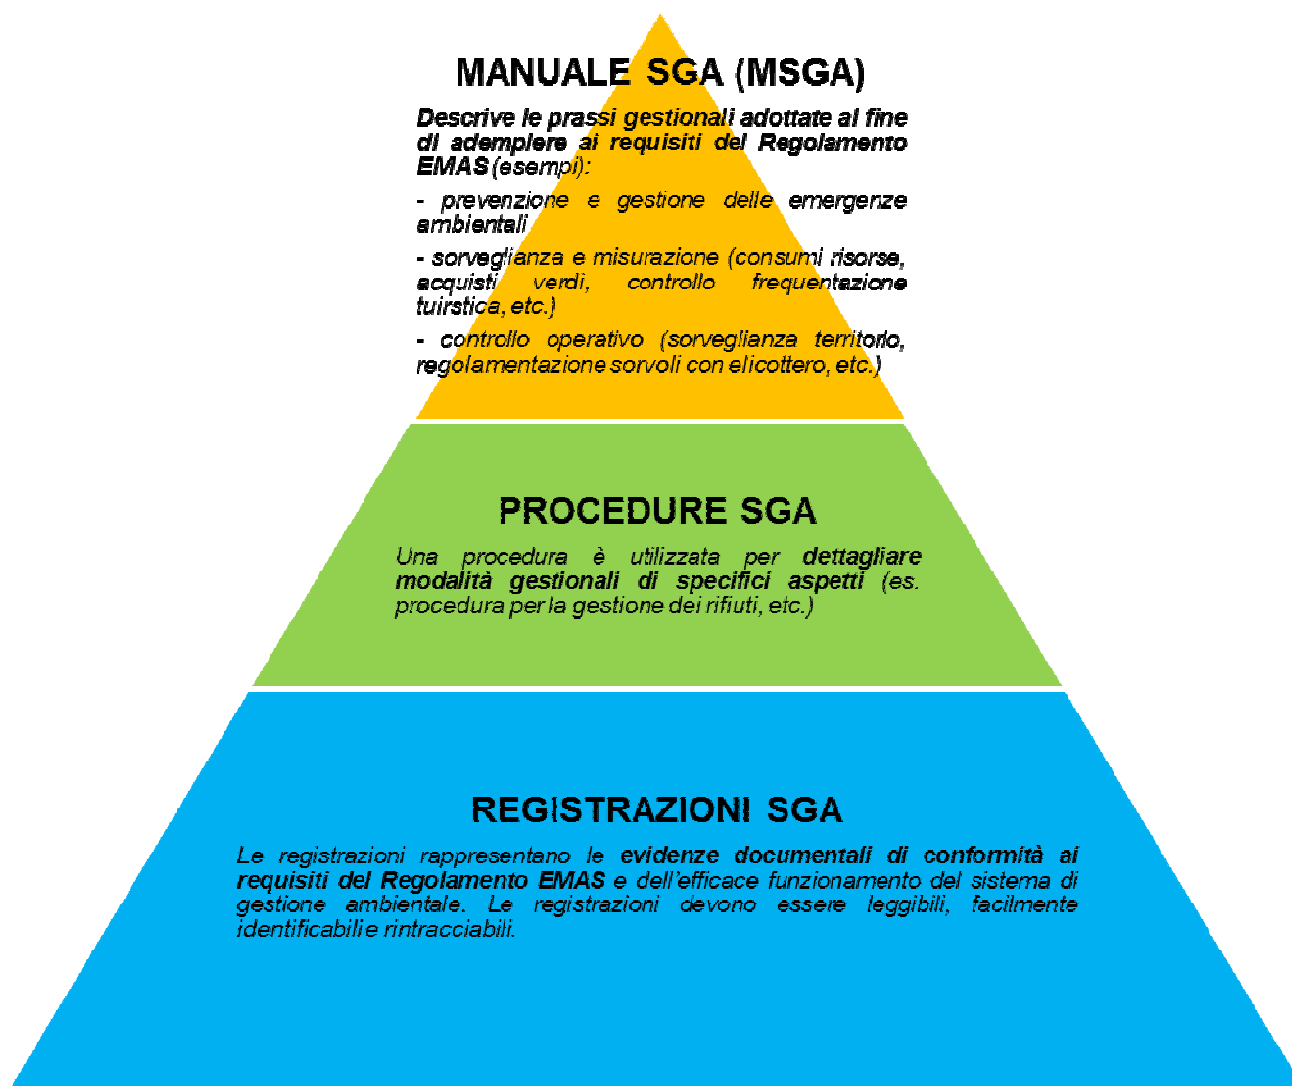 MANUALE SGA (MSGA)
Descrive le prassi gestionali adottate al fine
di adempiere ai requisiti del Regolamento
EMAS (esempi):
- prevenzione e gestione delle emergenze
ambientali
- sorveglianza e misurazione (consumi risorse,
acquisti verdi, controllo frequentazione
tuirstica, etc.)
- controllo operativo (sorveglianza territorio,
regolamentazione sorvoli con elicottero, etc.)
PROCEDURE SGA
Una procedura è utilizzata per dettagliare
modalità gestionali di specifici aspetti (es.
procedura per la gestione dei rifiuti, etc.)
REGISTRAZIONI SGA
Le registrazioni rappresentano le evidenze documentali di conformità ai
requisiti del Regolamento EMAS e dell'efficace funzionamento del sistema di
gestione ambientale. Le registrazioni devono essere leggibili, facilmente
identificabili e rintracciabili.